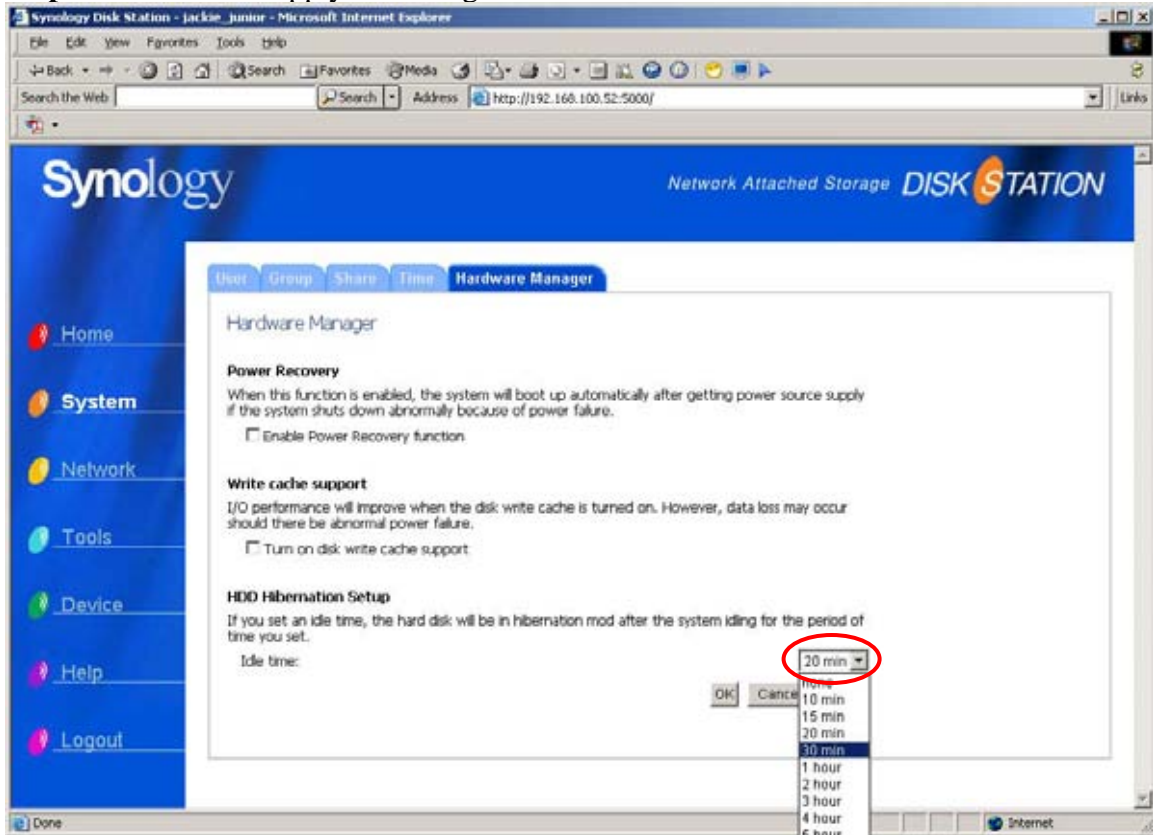 Synology Disk Station - jackie_junior - Microsoft Internet Explorer
File Edit View Favorites Tools Help
Back Search Favorites Media
Search the Web Search Address http://192.168.100.52:5000/ Links
Synology Network Attached Storage DISK STATION
User Group Share Time Hardware Manager
Hardware Manager
Home
Power Recovery
When this function is enabled, the system will boot up automatically after getting power source supply
if the system shuts down abnormaly because of power failure.
System
Enable Power Recovery function
Network
Write cache support
I/O performance will improve when the disk write cache is turned on. However, data loss may occur
should there be abnormal power failure.
Tools
Turn on disk write cache support
HDD Hibernation Setup
Device
If you set an idle time, the hard disk will be in hibernation mod after the system idling for the period of
time you set.
Idle time: 20 min
Help
none
OK Cance
10 min
15 min
20 min
Logout
30 min
1 hour
2 hour
3 hour
4 hour
Done Internet